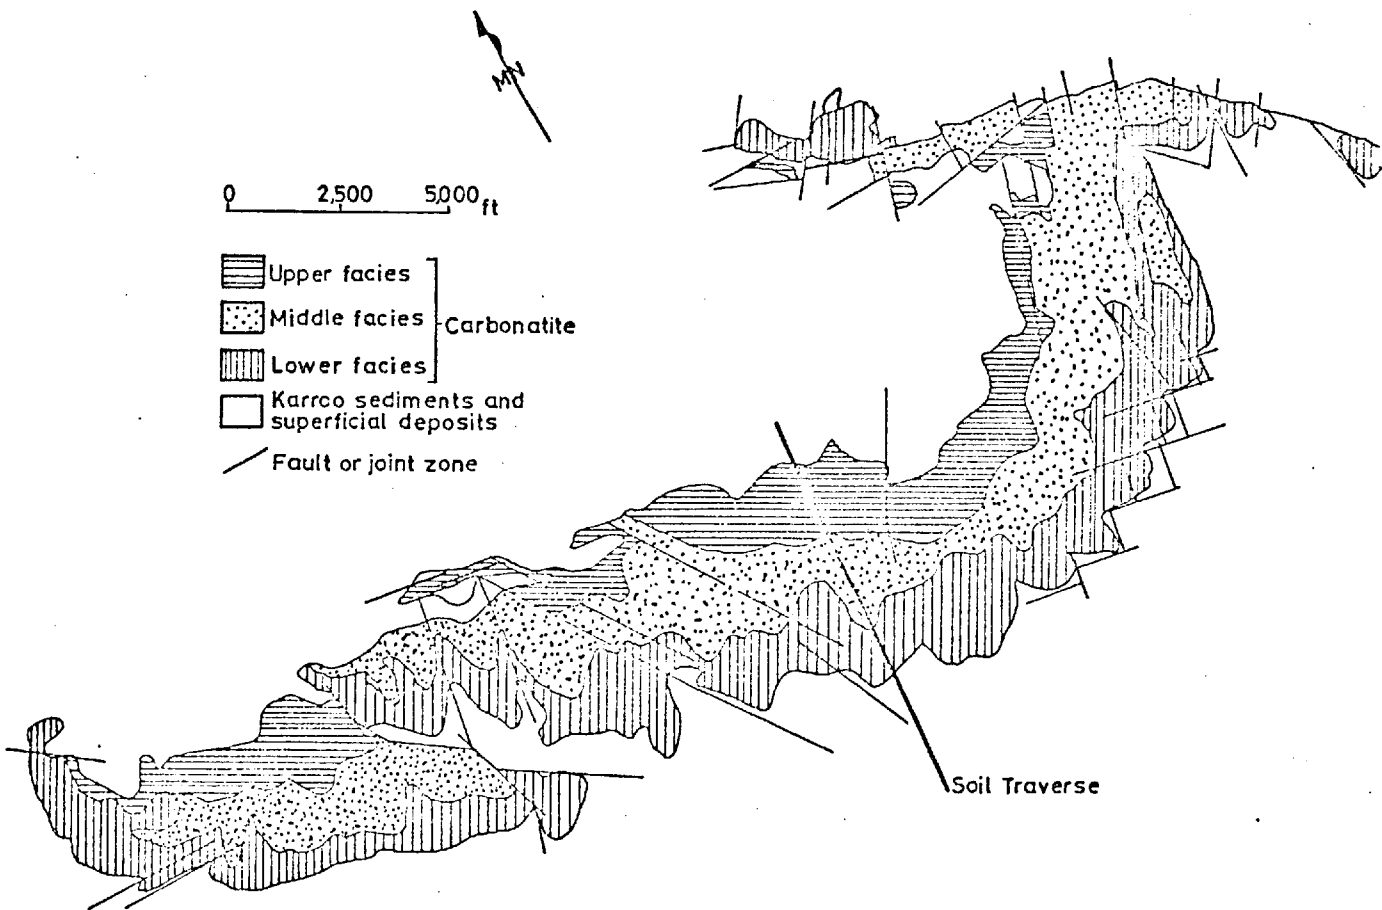 MN
0 2,500 5,000 ft
Upper facies
Middle facies
Carbonatite
Lower facies
Karroo sediments and
superficial deposits
Fault or joint zone
Soil Traverse